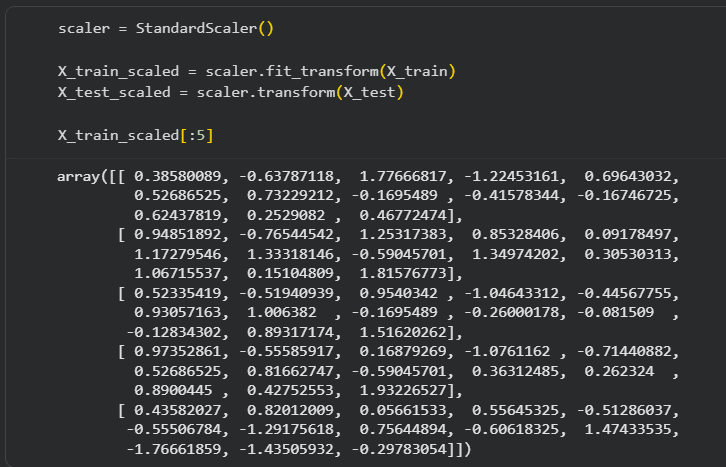 scaler = StandardScaler()
X_train_scaled = scaler.fit_transform(X_train)
X_test_scaled = scaler.transform(X_test)
X_train_scaled[:5]
array([[ 0.38580089, -0.63787118,  1.77666817, -1.22453161,  0.69643032,
         0.52686525,  0.73229212, -0.1695489 , -0.41578344, -0.16746725,
         0.62437819,  0.2529082 ,  0.46772474],
       [ 0.94851892, -0.76544542,  1.25317383,  0.85328406,  0.09178497,
         1.17279546,  1.33318146, -0.59045701,  1.34974202,  0.30530313,
         1.06715537,  0.15104809,  1.81576773],
       [ 0.52335419, -0.51940939,  0.9540342 , -1.04643312, -0.44567755,
         0.93057163,  1.006382  , -0.1695489 , -0.26000178, -0.081509  ,
        -0.12834302,  0.89317174,  1.51620262],
       [ 0.97352861, -0.55585917,  0.16879269, -1.0761162 , -0.71440882,
         0.52686525,  0.81662747, -0.59045701,  0.36312485,  0.262324  ,
         0.8900445 ,  0.42752553,  1.93226527],
       [ 0.43582027,  0.82012009,  0.05661533,  0.55645325, -0.51286037,
        -0.55506784, -1.29175618,  0.75644894, -0.60618325,  1.47433535,
        -1.76661859, -1.43505932, -0.29783054]])